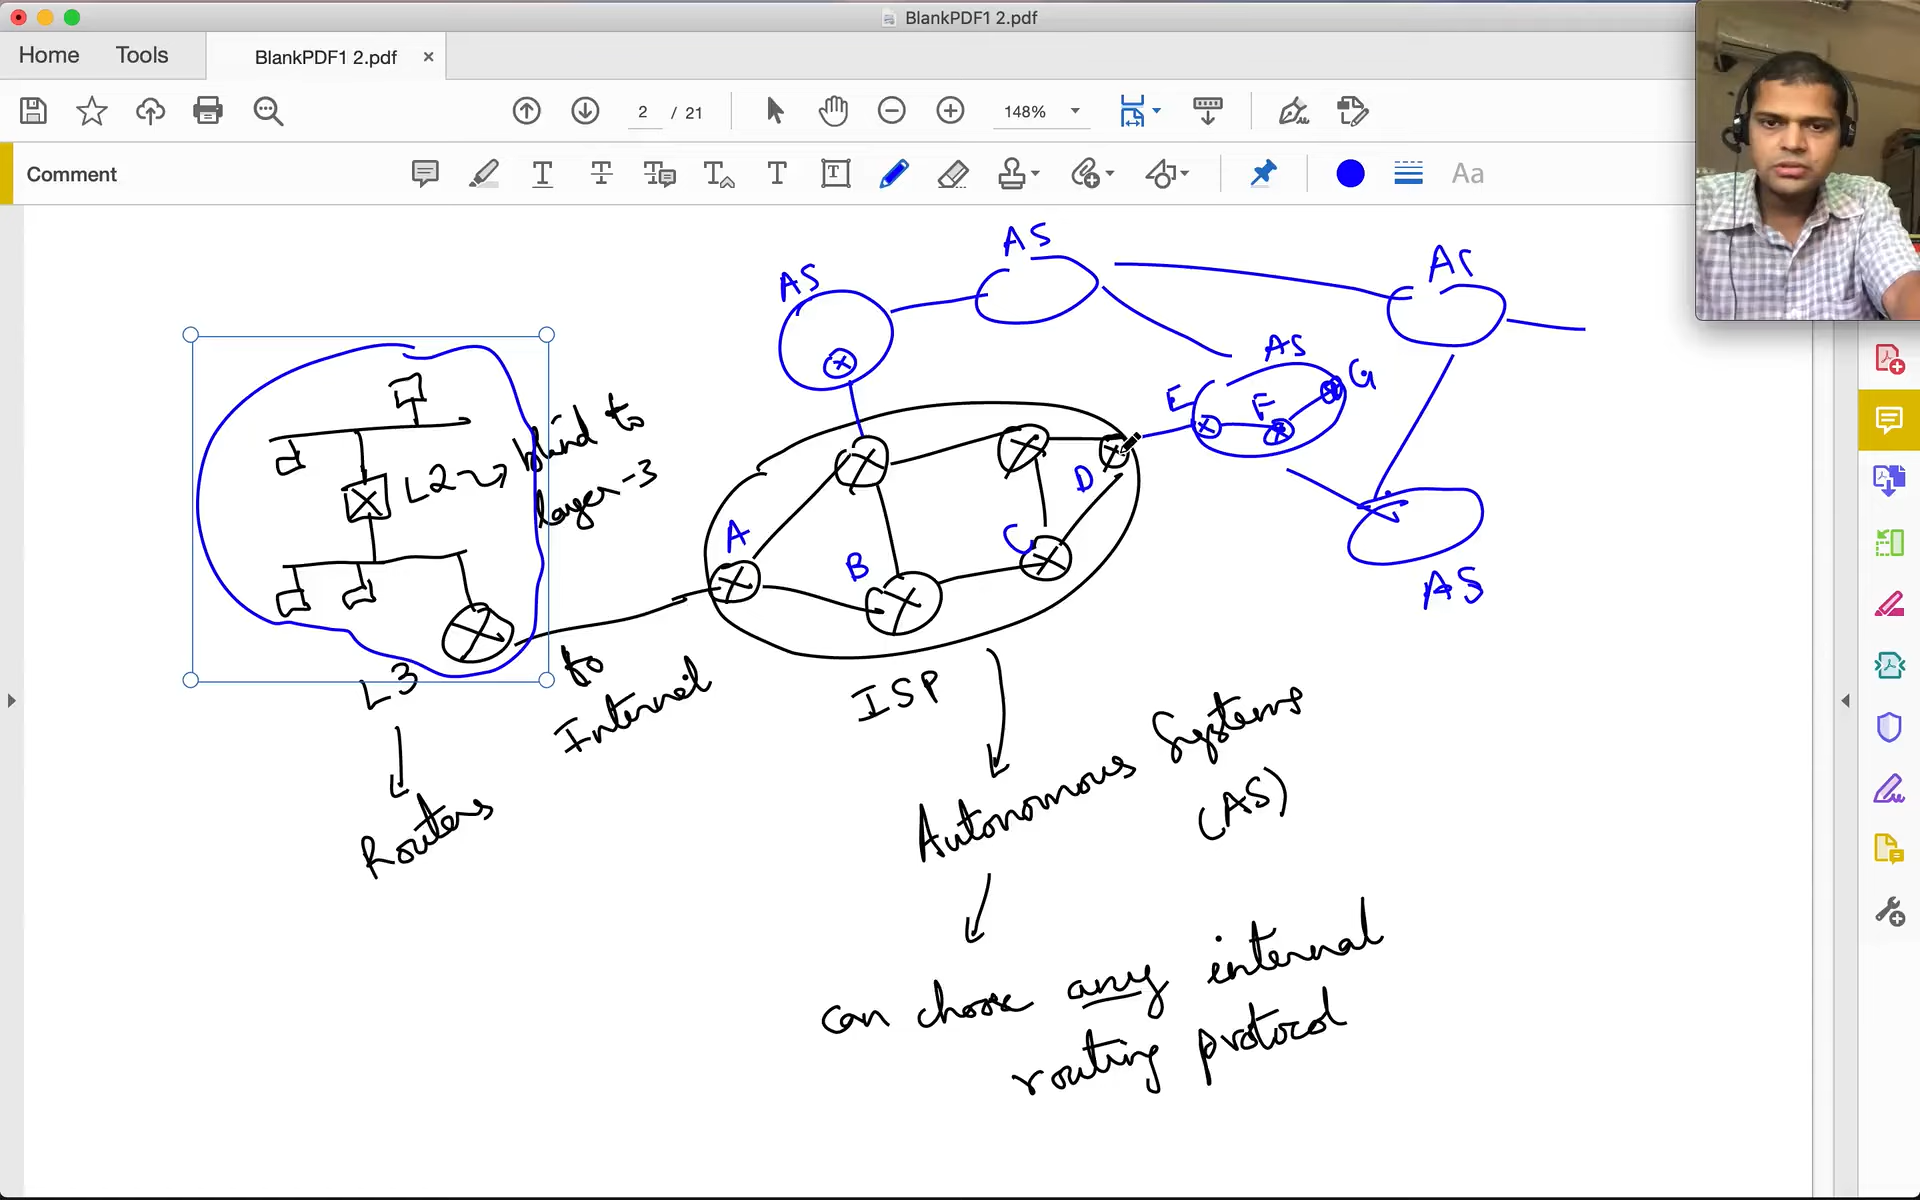 BlankPDF1 2.pdf
Home
Tools
BlankPDF1 2.pdf
×
2 / 21
148%
Comment
Aa
AS
AS
AS
AS
E
F
G
L2
blind to
layer-3
A
B
C
D
AS
L3
to
Internet
ISP
Routers
Autonomous Systems
(AS)
can choose any internal
routing protocol